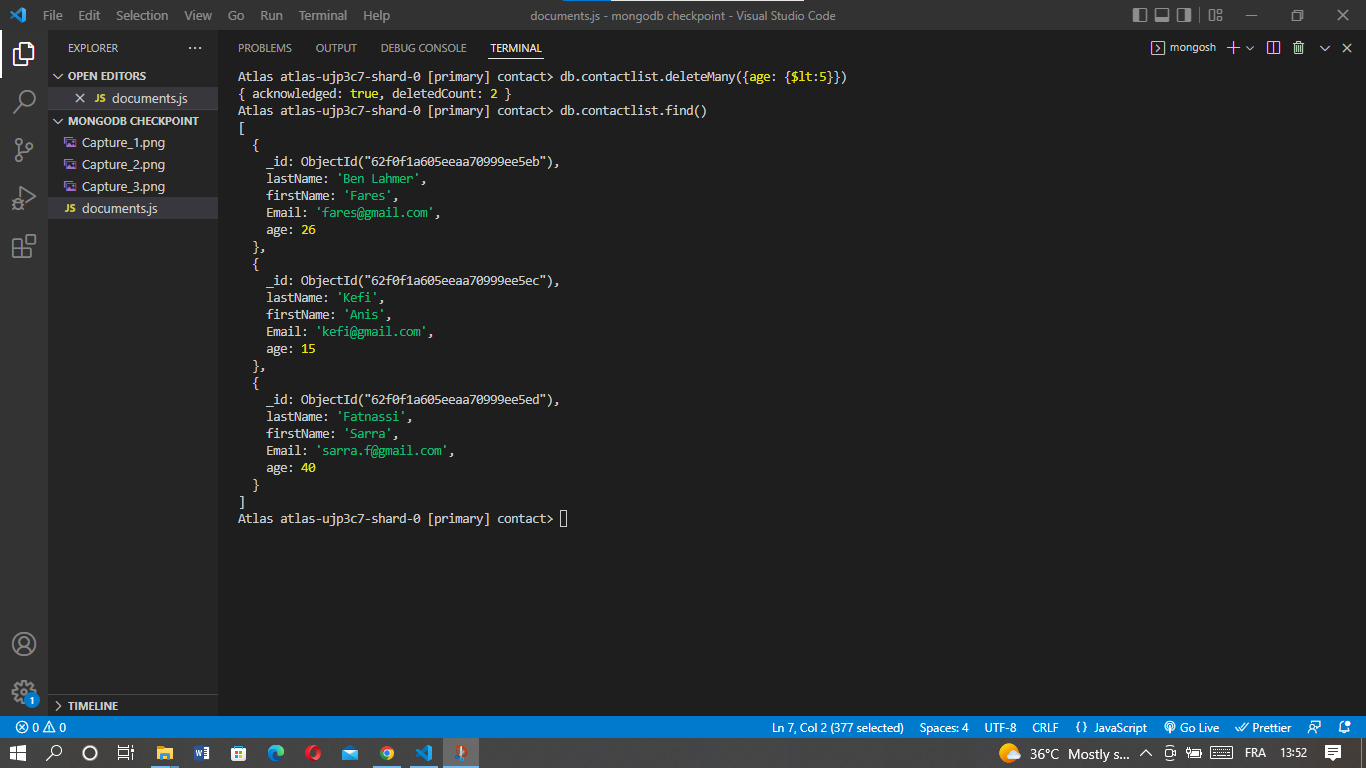 File Edit Selection View Go Run Terminal Help
documents.js - mongodb checkpoint - Visual Studio Code
EXPLORER
OPEN EDITORS
JS documents.js
MONGODB CHECKPOINT
Capture_1.png
Capture_2.png
Capture_3.png
JS documents.js
TIMELINE
1
PROBLEMS OUTPUT DEBUG CONSOLE TERMINAL
mongosh
Atlas atlas-ujp3c7-shard-0 [primary] contact> db.contactlist.deleteMany({age: {$lt:5}})
{ acknowledged: true, deletedCount: 2 }
Atlas atlas-ujp3c7-shard-0 [primary] contact> db.contactlist.find()
[
{
_id: ObjectId("62f0f1a605eeaa70999ee5eb"),
lastName: 'Ben Lahmer',
firstName: 'Fares',
Email: 'fares@gmail.com',
age: 26
},
{
_id: ObjectId("62f0f1a605eeaa70999ee5ec"),
lastName: 'Kefi',
firstName: 'Anis',
Email: 'kefi@gmail.com',
age: 15
},
{
_id: ObjectId("62f0f1a605eeaa70999ee5ed"),
lastName: 'Fatnassi',
firstName: 'Sarra',
Email: 'sarra.f@gmail.com',
age: 40
}
]
Atlas atlas-ujp3c7-shard-0 [primary] contact>
0 0 Ln 7, Col 2 (377 selected) Spaces: 4 UTF-8 CRLF {} JavaScript Go Live Prettier
36°C Mostly s... FRA 13:52